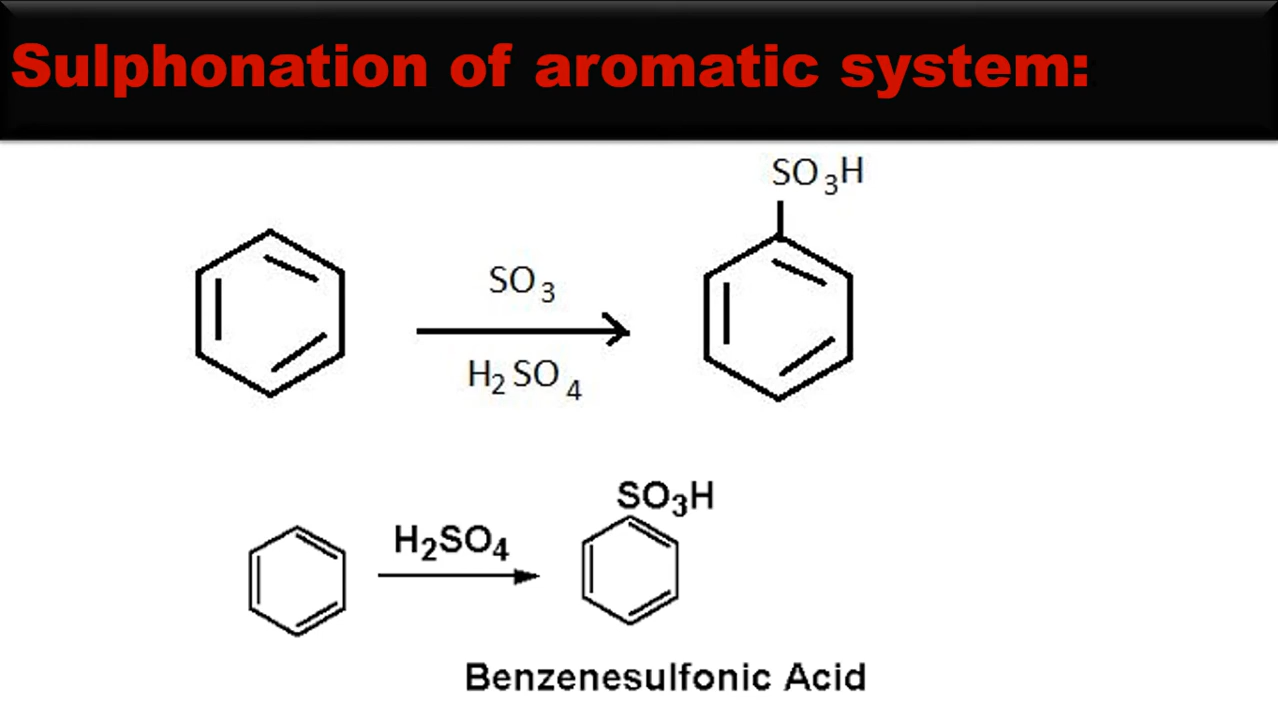 Sulphonation of aromatic system:
SO3H
SO3
H2SO4
SO3H
H2SO4
Benzenesulfonic Acid